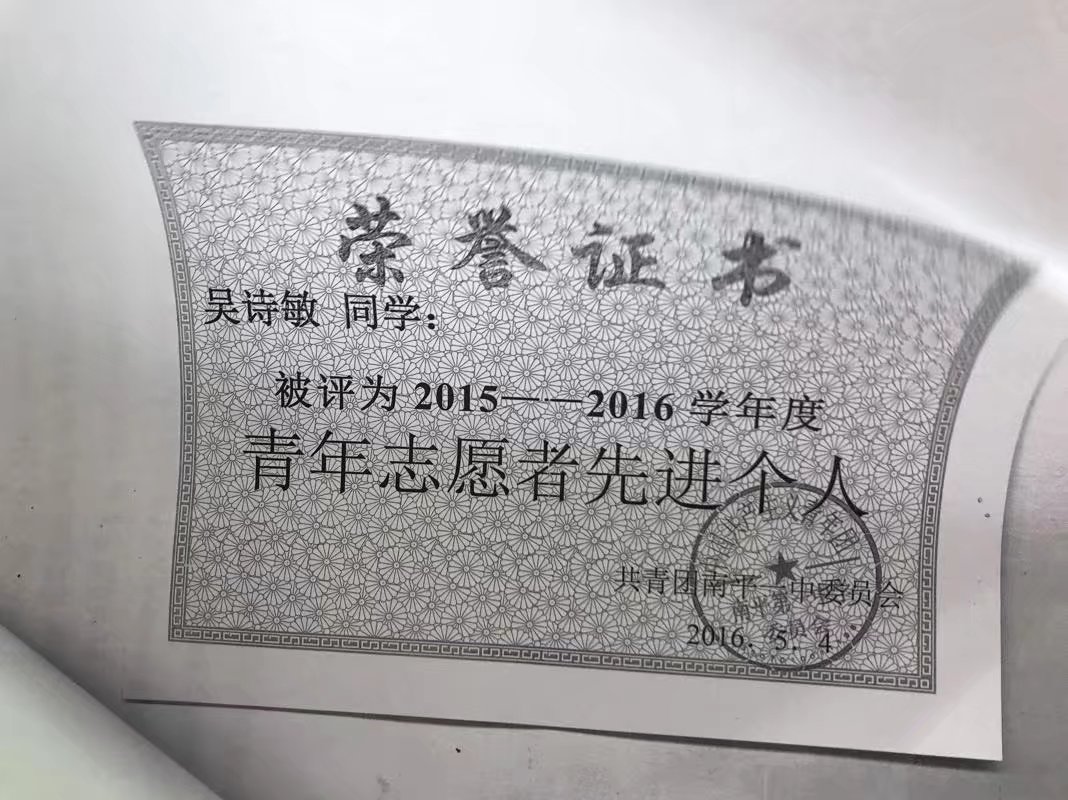 荣誉证书
吴诗敏 同学：
被评为 2015——2016 学年度
青年志愿者先进个人
共青团南平一中委员会
2016. 5. 4